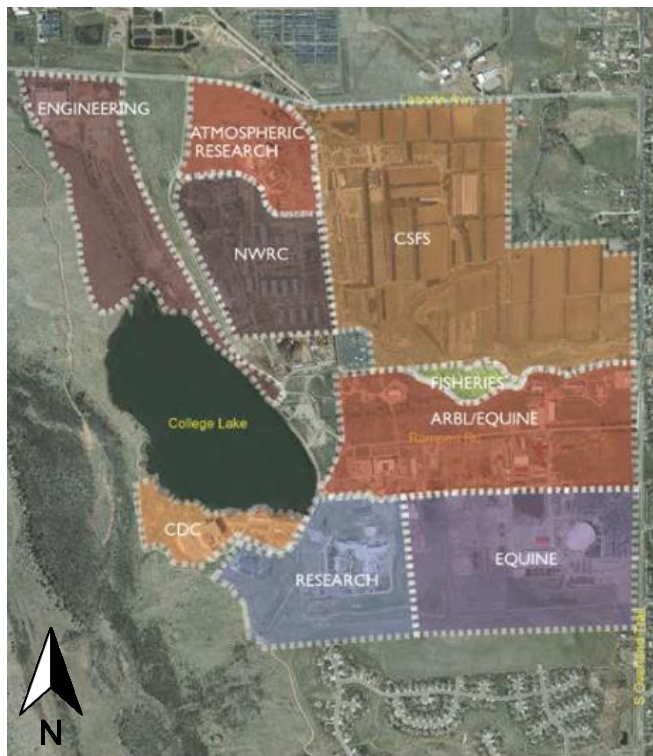 ENGINEERING
Laporte Ave
ATMOSPHERIC
RESEARCH
CSFS
NWRC
FISHERIES
ARBL/EQUINE
College Lake
Rampart Rd
CDC
EQUINE
RESEARCH
S Overland Trail
N